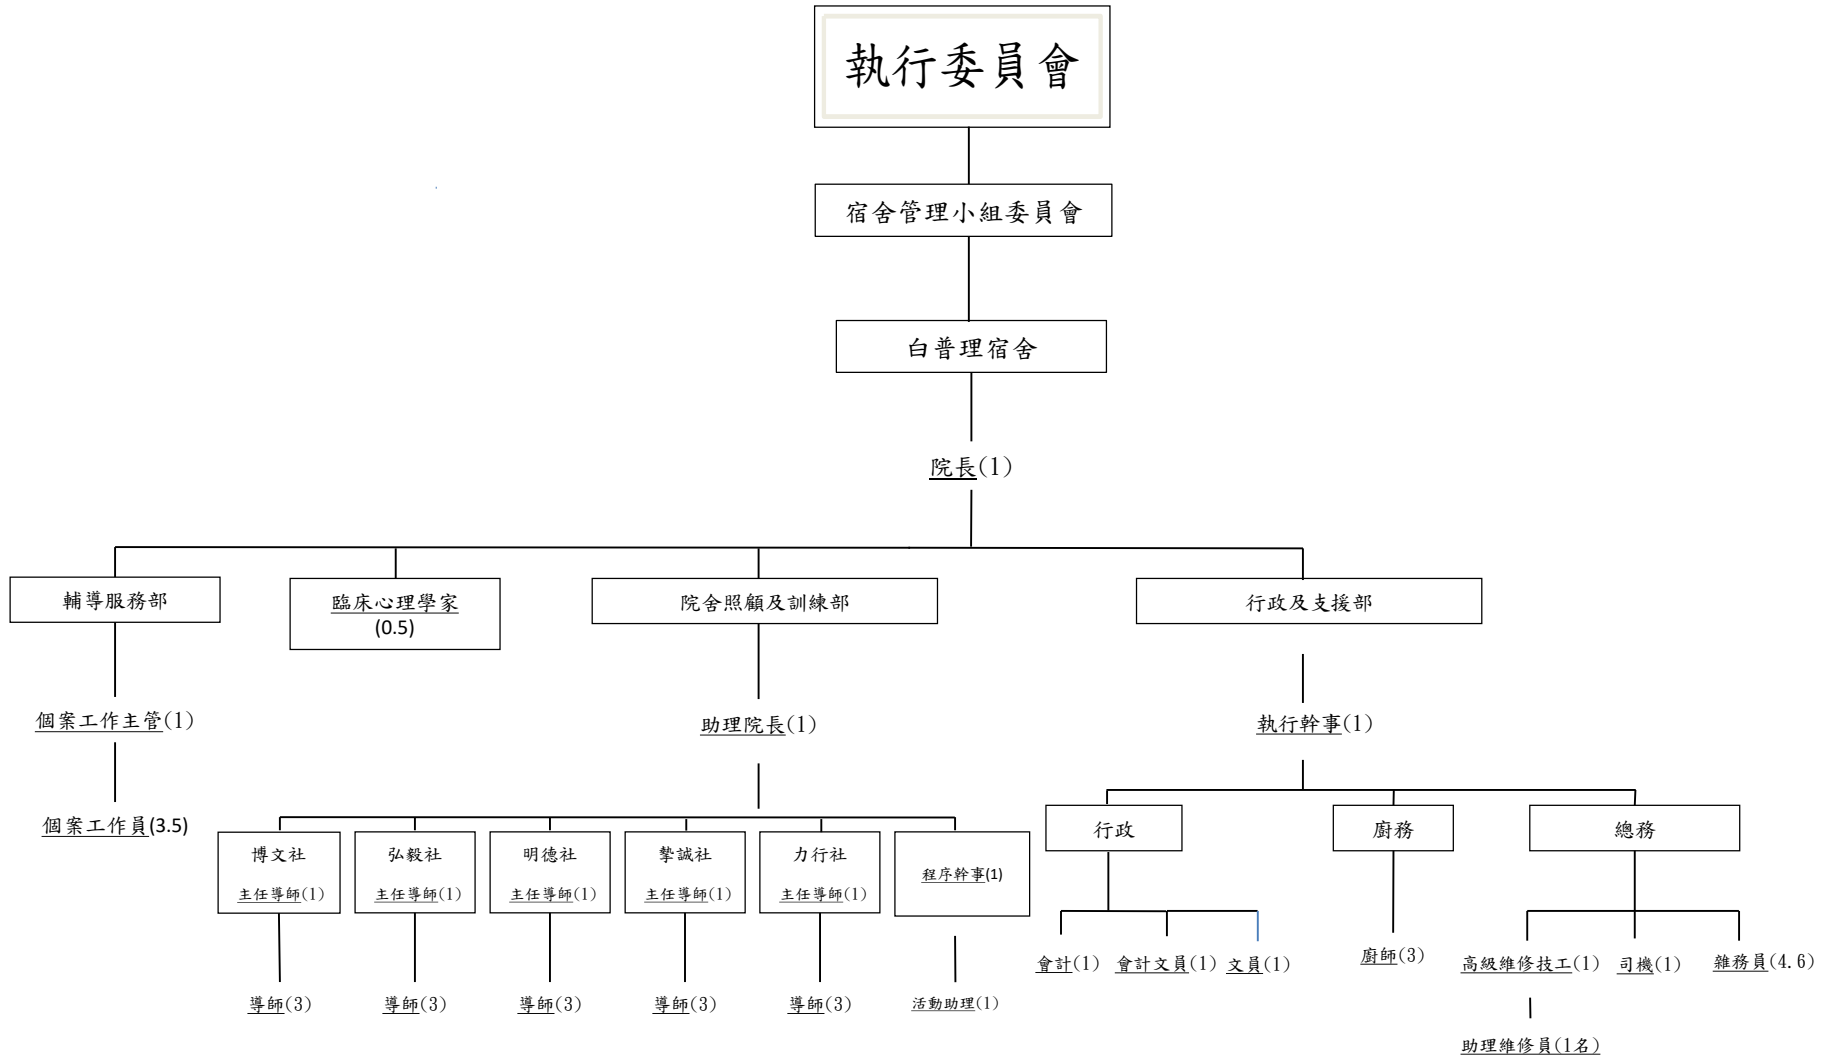 執行委員會
宿舍管理小組委員會
白普理宿舍
院長(1)
輔導服務部
臨床心理學家
(0.5)
院舍照顧及訓練部
行政及支援部
個案工作主管(1)
助理院長(1)
執行幹事(1)
個案工作員(3.5)
博文社
主任導師(1)
弘毅社
主任導師(1)
明德社
主任導師(1)
摯誠社
主任導師(1)
力行社
主任導師(1)
程序幹事(1)
行政
廚務
總務
導師(3)
導師(3)
導師(3)
導師(3)
導師(3)
活動助理(1)
會計(1)
會計文員(1)
文員(1)
廚師(3)
高級維修技工(1)
司機(1)
雜務員(4.6)
助理維修員(1名)